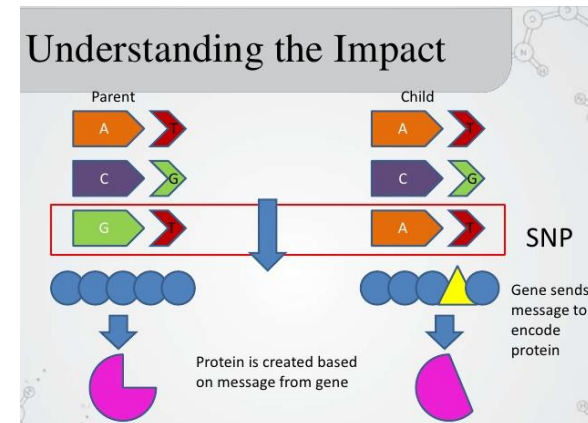 Understanding the Impact
Parent
Child
A T
A T
C G
C G
G T
A T
SNP
Gene sends
message to
encode
protein
Protein is created based
on message from gene